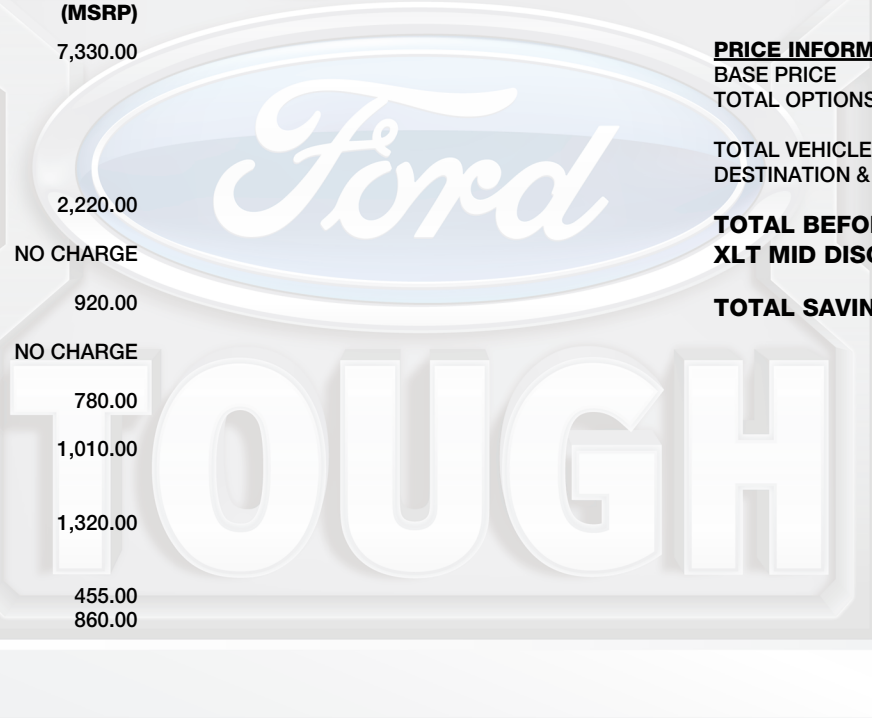 (MSRP)
7,330.00
2,220.00
NO CHARGE
920.00
NO CHARGE
780.00
1,010.00
1,320.00
455.00
860.00
PRICE INFORM
BASE PRICE
TOTAL OPTIONS
TOTAL VEHICLE
DESTINATION &
TOTAL BEFO
XLT MID DISC
TOTAL SAVIN
Ford
TOUGH